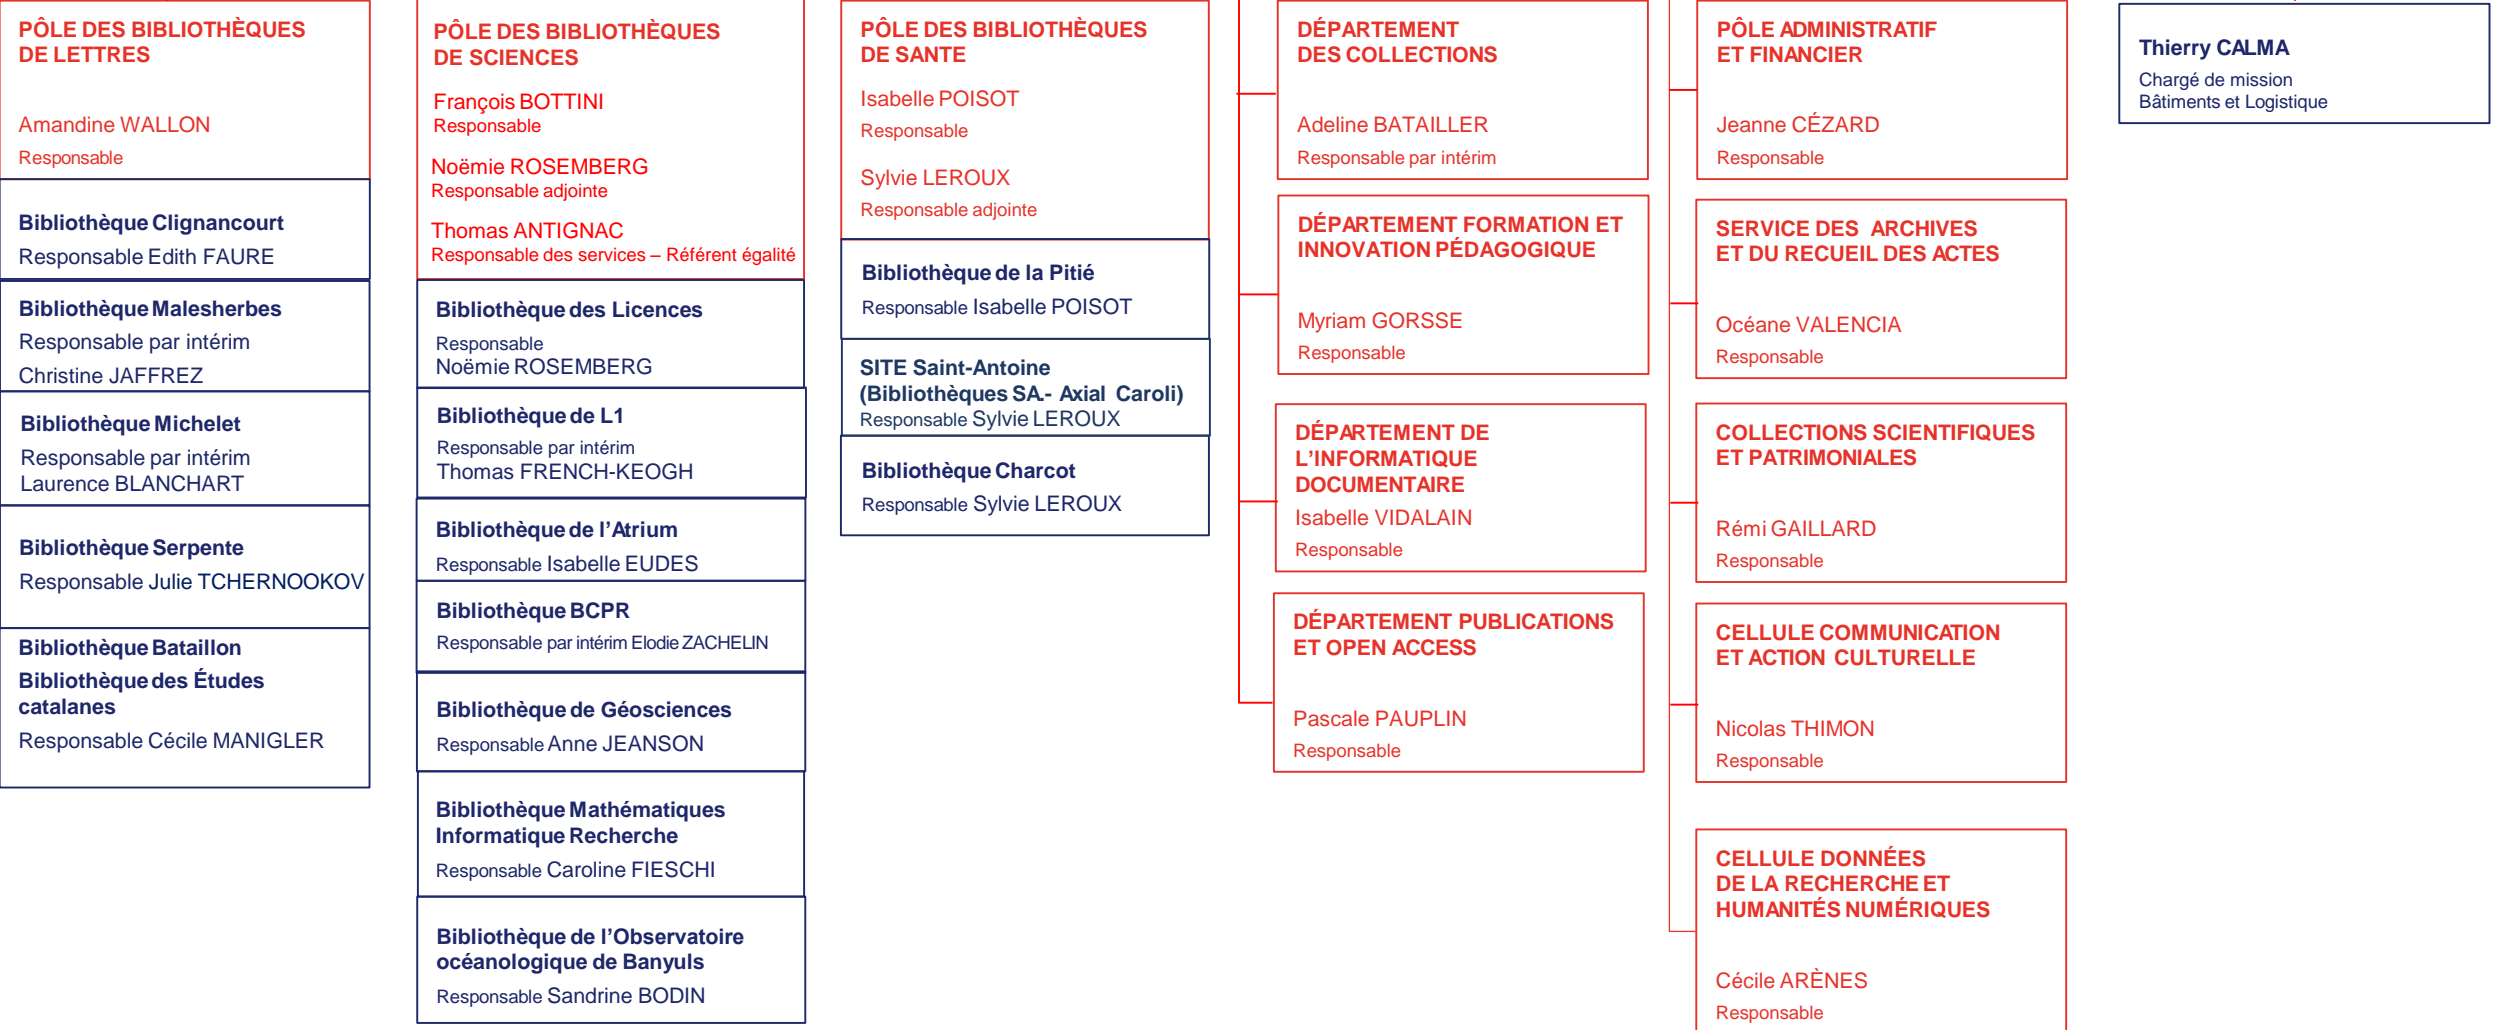 PÔLE DES BIBLIOTHÈQUES
DE LETTRES
Amandine WALLON
Responsable
Bibliothèque Clignancourt
Responsable Edith FAURE
Bibliothèque Malesherbes
Responsable par intérim
Christine JAFFREZ
Bibliothèque Michelet
Responsable par intérim
Laurence BLANCHART
Bibliothèque Serpente
Responsable Julie TCHERNOOKOV
Bibliothèque Bataillon
Bibliothèque des Études
catalanes
Responsable Cécile MANIGLER
PÔLE DES BIBLIOTHÈQUES
DE SCIENCES
François BOTTINI
Responsable
Noëmie ROSEMBERG
Responsable adjointe
Thomas ANTIGNAC
Responsable des services – Référent égalité
Bibliothèque des Licences
Responsable
Noëmie ROSEMBERG
Bibliothèque de L1
Responsable par intérim
Thomas FRENCH-KEOGH
Bibliothèque de l’Atrium
Responsable Isabelle EUDES
Bibliothèque BCPR
Responsable par intérim Elodie ZACHELIN
Bibliothèque de Géosciences
Responsable Anne JEANSON
Bibliothèque Mathématiques
Informatique Recherche
Responsable Caroline FIESCHI
Bibliothèque de l’Observatoire
océanologique de Banyuls
Responsable Sandrine BODIN
PÔLE DES BIBLIOTHÈQUES
DE SANTE
Isabelle POISOT
Responsable
Sylvie LEROUX
Responsable adjointe
Bibliothèque de la Pitié
Responsable Isabelle POISOT
SITE Saint-Antoine
(Bibliothèques SA.- Axial Caroli)
Responsable Sylvie LEROUX
Bibliothèque Charcot
Responsable Sylvie LEROUX
DÉPARTEMENT
DES COLLECTIONS
Adeline BATAILLER
Responsable par intérim
DÉPARTEMENT FORMATION ET
INNOVATION PÉDAGOGIQUE
Myriam GORSSE
Responsable
DÉPARTEMENT DE
L’INFORMATIQUE
DOCUMENTAIRE
Isabelle VIDALAIN
Responsable
DÉPARTEMENT PUBLICATIONS
ET OPEN ACCESS
Pascale PAUPLIN
Responsable
PÔLE ADMINISTRATIF
ET FINANCIER
Jeanne CÉZARD
Responsable
SERVICE DES ARCHIVES
ET DU RECUEIL DES ACTES
Océane VALENCIA
Responsable
COLLECTIONS SCIENTIFIQUES
ET PATRIMONIALES
Rémi GAILLARD
Responsable
CELLULE COMMUNICATION
ET ACTION CULTURELLE
Nicolas THIMON
Responsable
CELLULE DONNÉES
DE LA RECHERCHE ET
HUMANITÉS NUMÉRIQUES
Cécile ARÈNES
Responsable
Thierry CALMA
Chargé de mission
Bâtiments et Logistique